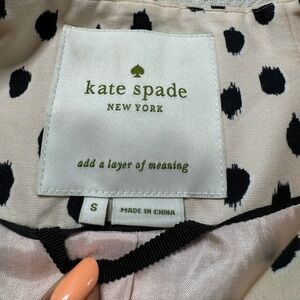 kate spade
NEW YORK
add a layer of meaning
S
MADE IN CHINA